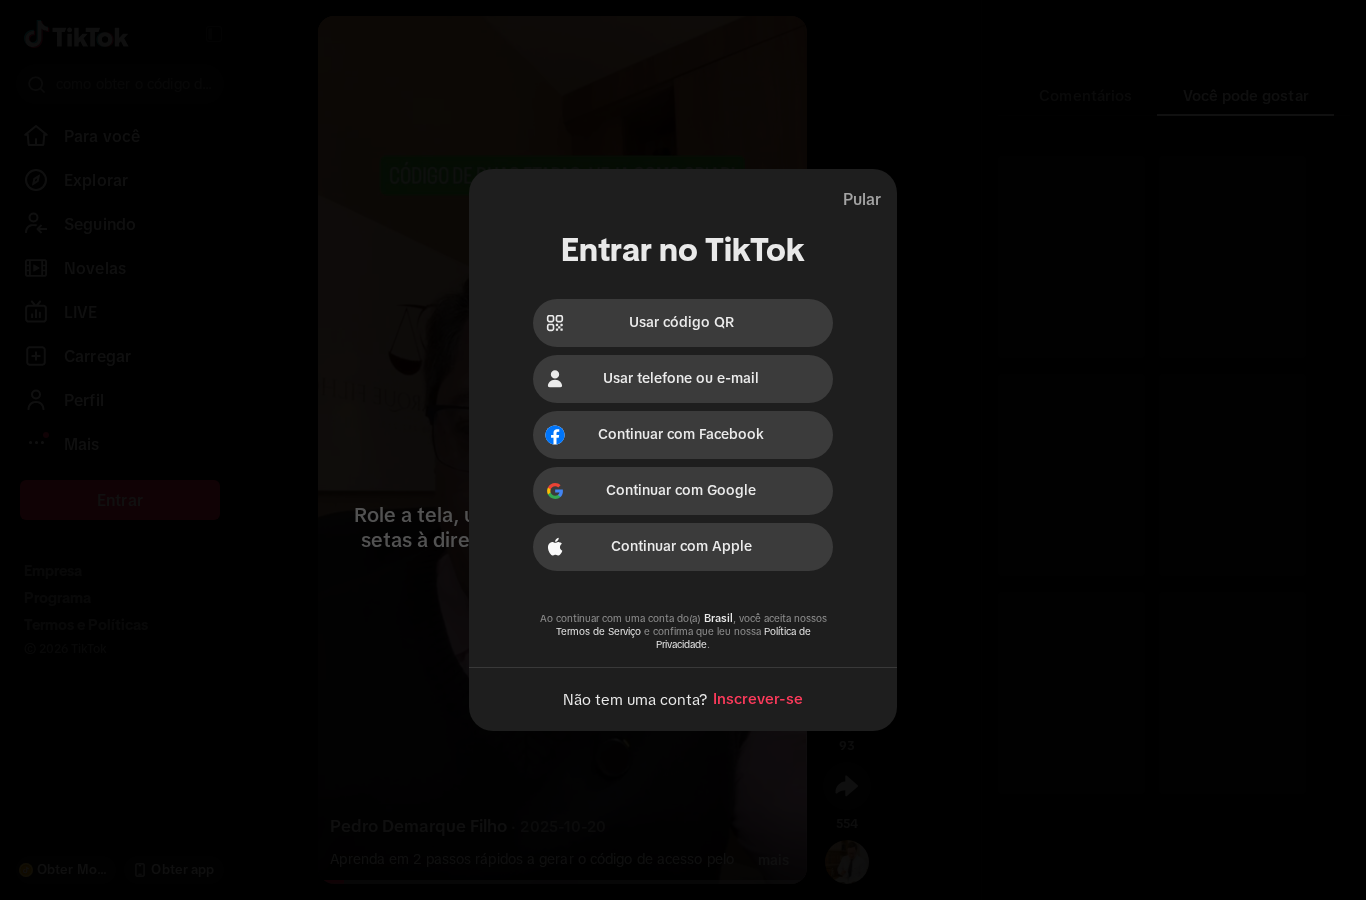 TikTok
como obter o código d...
Para você
Explorar
Seguindo
Novelas
LIVE
Carregar
Perfil
Mais
Entrar
Empresa
Programa
Termos e Políticas
© 2026 TikTok
Obter Mo...
Obter app
CÓDIGO DE
Role a tela, u
setas à dire
Pedro Demarque Filho · 2025-10-20
Aprenda em 2 passos rápidos a gerar o código de acesso pelo
mais
Pular
Entrar no TikTok
Usar código QR
Usar telefone ou e-mail
Continuar com Facebook
Continuar com Google
Continuar com Apple
Ao continuar com uma conta do(a) Brasil, você aceita nossos
Termos de Serviço e confirma que leu nossa Política de
Privacidade.
Não tem uma conta? Inscrever-se
93
554
Comentários
Você pode gostar